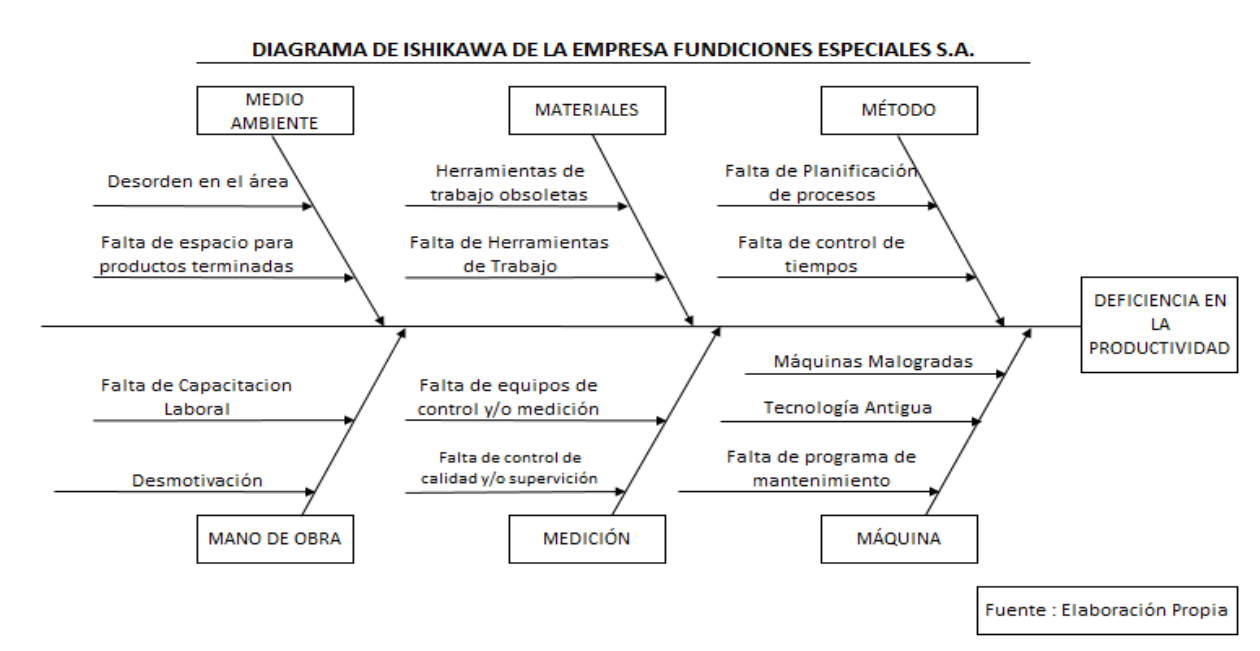 DIAGRAMA DE ISHIKAWA DE LA EMPRESA FUNDICIONES ESPECIALES S.A.
MEDIO
AMBIENTE
MATERIALES
MÉTODO
Desorden en el área
Falta de espacio para
productos terminadas
Herramientas de
trabajo obsoletas
Falta de Herramientas
de Trabajo
Falta de Planificación
de procesos
Falta de control de
tiempos
DEFICIENCIA EN
LA
PRODUCTIVIDAD
Falta de Capacitacion
Laboral
Desmotivación
Falta de equipos de
control y/o medición
Falta de control de
calidad y/o supervición
Máquinas Malogradas
Tecnología Antigua
Falta de programa de
mantenimiento
MANO DE OBRA
MEDICIÓN
MÁQUINA
Fuente : Elaboración Propia